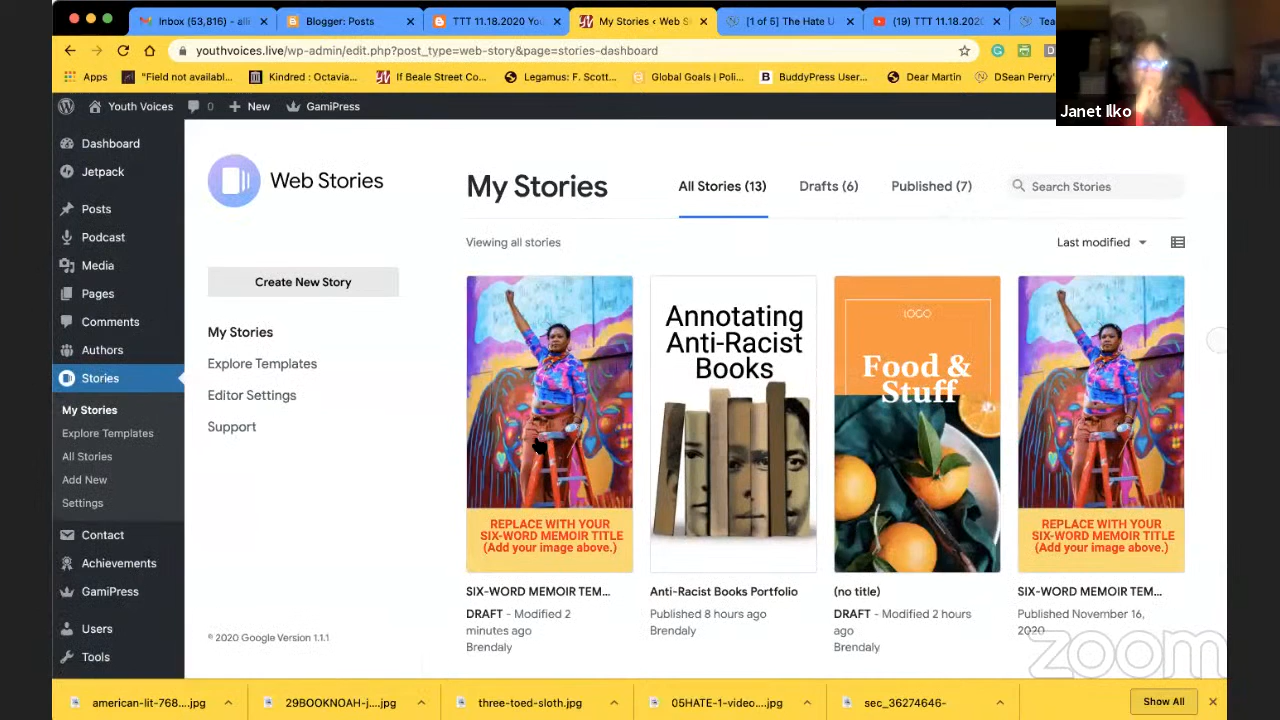 Inbox (53,816) - alli
Blogger: Posts
TTT 11.18.2020 You
My Stories ‹ Web S
[1 of 5] The Hate U
(19) TTT 11.18.202
Tea
youthvoices.live/wp-admin/edit.php?post_type=web-story&page=stories-dashboard
Apps
"Field not availabl...
Kindred : Octavia...
If Beale Street Co...
Legamus: F. Scott...
Global Goals | Poli...
BuddyPress User...
Dear Martin
DSean Perry'
Janet Ilko
Youth Voices
0
New
GamiPress
Dashboard
Jetpack
Posts
Podcast
Media
Pages
Comments
Authors
Stories
My Stories
Explore Templates
All Stories
Add New
Settings
Contact
Achievements
GamiPress
Users
Tools
Web Stories
Create New Story
My Stories
Explore Templates
Editor Settings
Support
© 2020 Google Version 1.1.1
My Stories
All Stories (13)
Drafts (6)
Published (7)
Search Stories
Viewing all stories
Last modified
REPLACE WITH YOUR
SIX-WORD MEMOIR TITLE
(Add your image above.)
SIX-WORD MEMOIR TEM...
DRAFT - Modified 2
minutes ago
Brendaly
Annotating
Anti-Racist
Books
Anti-Racist Books Portfolio
Published 8 hours ago
Brendaly
LOGO
Food &
Stuff
(no title)
DRAFT - Modified 2 hours
ago
Brendaly
REPLACE WITH YOUR
SIX-WORD MEMOIR TITLE
(Add your image above.)
SIX-WORD MEMOIR TEM...
Published November 16,
2020
zoom
american-lit-768....jpg
29BOOKNOAH-j....jpg
three-toed-sloth.jpg
05HATE-1-video....jpg
sec_36274646-
Show All